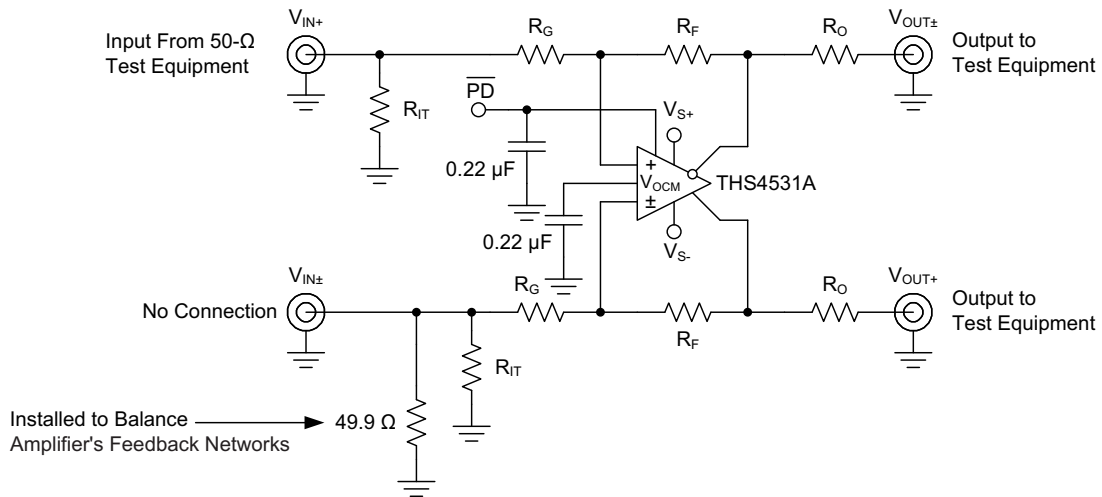 V_IN+
R_G
R_F
R_O
V_OUT±
Input From 50-Ω
Test Equipment
Output to
Test Equipment
R_IT
PD
V_S+
0.22 µF
+
V_OCM
±
THS4531A
0.22 µF
V_S-
V_IN±
R_G
R_O
V_OUT+
No Connection
Output to
Test Equipment
R_F
R_IT
Installed to Balance
Amplifier's Feedback Networks
49.9 Ω